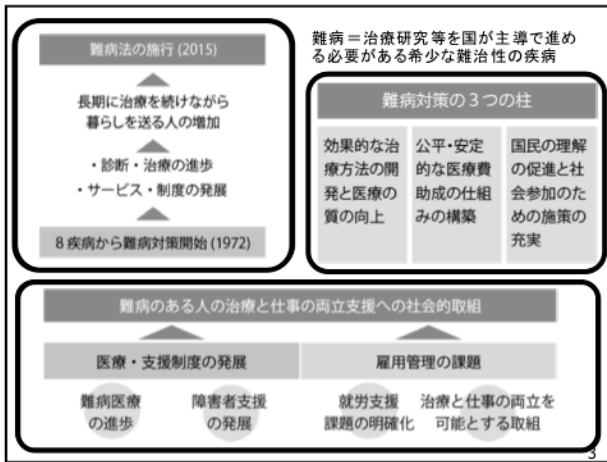 難病法の施行 (2015)
長期に治療を続けながら
暮らしを送る人の増加
・診断・治療の進歩
・サービス・制度の発展
8 疾病から難病対策開始 (1972)
難病＝治療研究等を国が主導で進め
る必要がある希少な難治性の疾病
難病対策の３つの柱
効果的な治
療方法の開
発と医療の
質の向上
公平・安定
的な医療費
助成の仕組
みの構築
国民の理解
の促進と社
会参加のた
めの施策の
充実
難病のある人の治療と仕事の両立支援への社会的取組
医療・支援制度の発展
雇用管理の課題
難病医療
の進歩
障害者支援
の発展
就労支援
課題の明確化
治療と仕事の両立を
可能とする取組
3